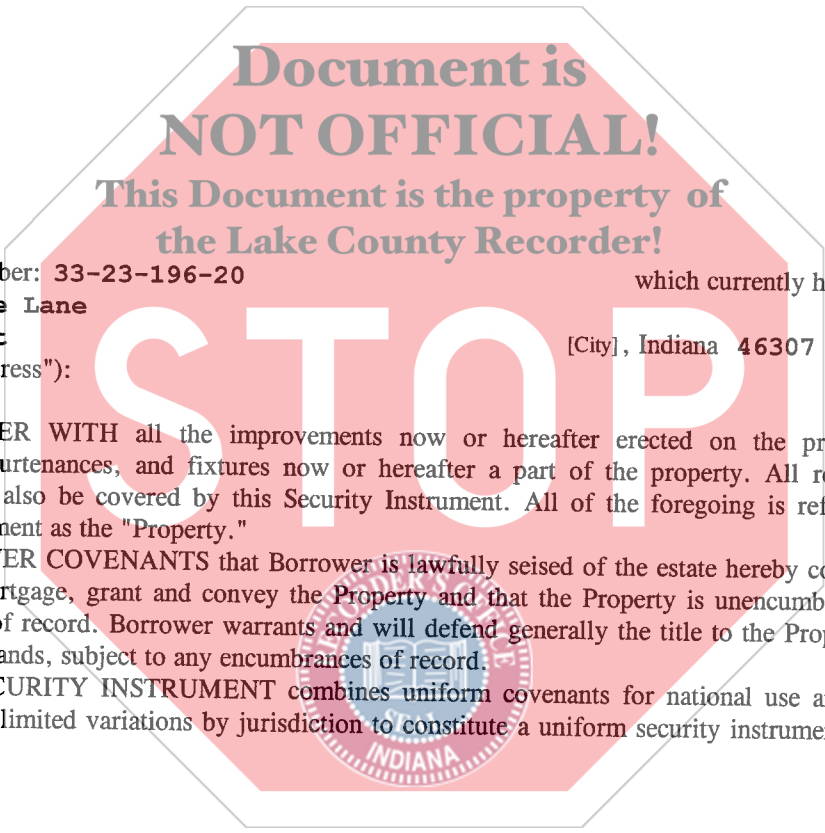 Document is
NOT OFFICIAL!
This Document is the property of
the Lake County Recorder!
ber: 33-23-196-20 which currently h
e Lane
[City], Indiana 46307
ress"):
STOP
ER WITH all the improvements now or hereafter erected on the pr
urtenances, and fixtures now or hereafter a part of the property. All r
also be covered by this Security Instrument. All of the foregoing is ref
ment as the "Property."
ER COVENANTS that Borrower is lawfully seised of the estate hereby co
rtgage, grant and convey the Property and that the Property is unencumb
of record. Borrower warrants and will defend generally the title to the Prop
ands, subject to any encumbrances of record.
CURITY INSTRUMENT combines uniform covenants for national use a
limited variations by jurisdiction to constitute a uniform security instrume
SEAL
INDIANA